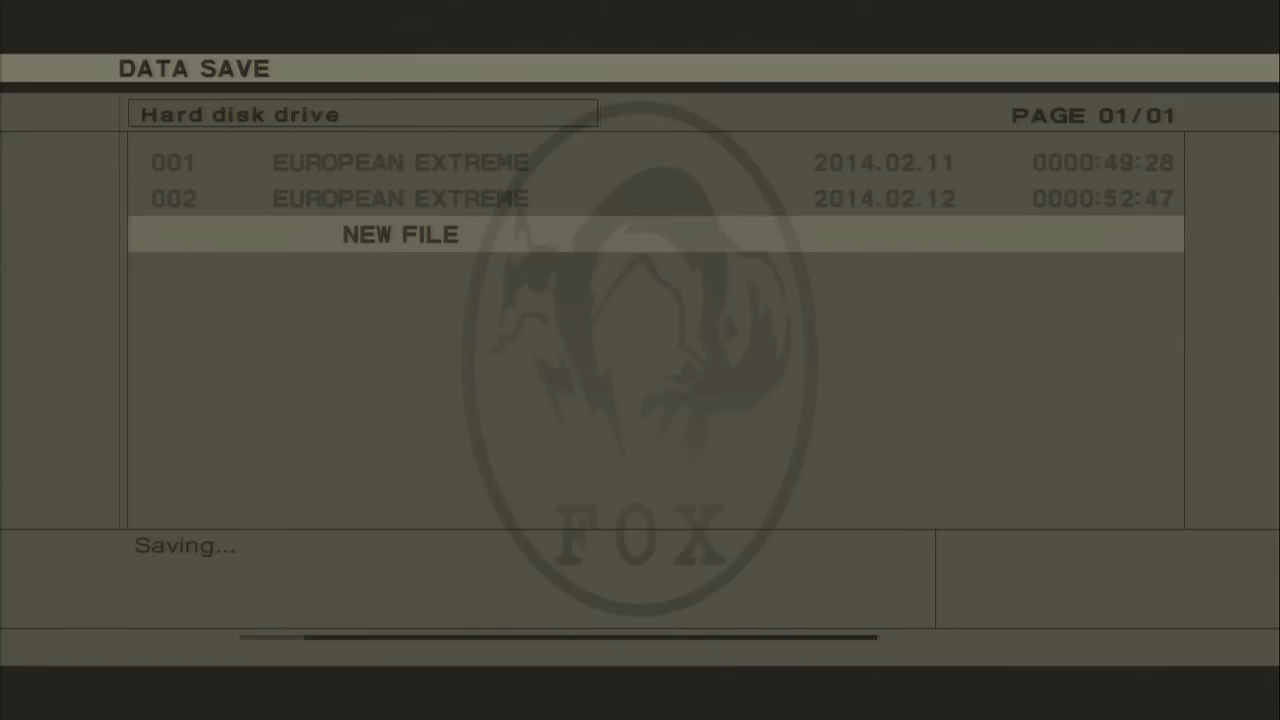 DATA SAVE
Hard disk drive PAGE 01/01
001 EUROPEAN EXTREME 2014.02.11 0000:49:28
002 EUROPEAN EXTREME 2014.02.12 0000:52:47
NEW FILE
FOX
Saving...